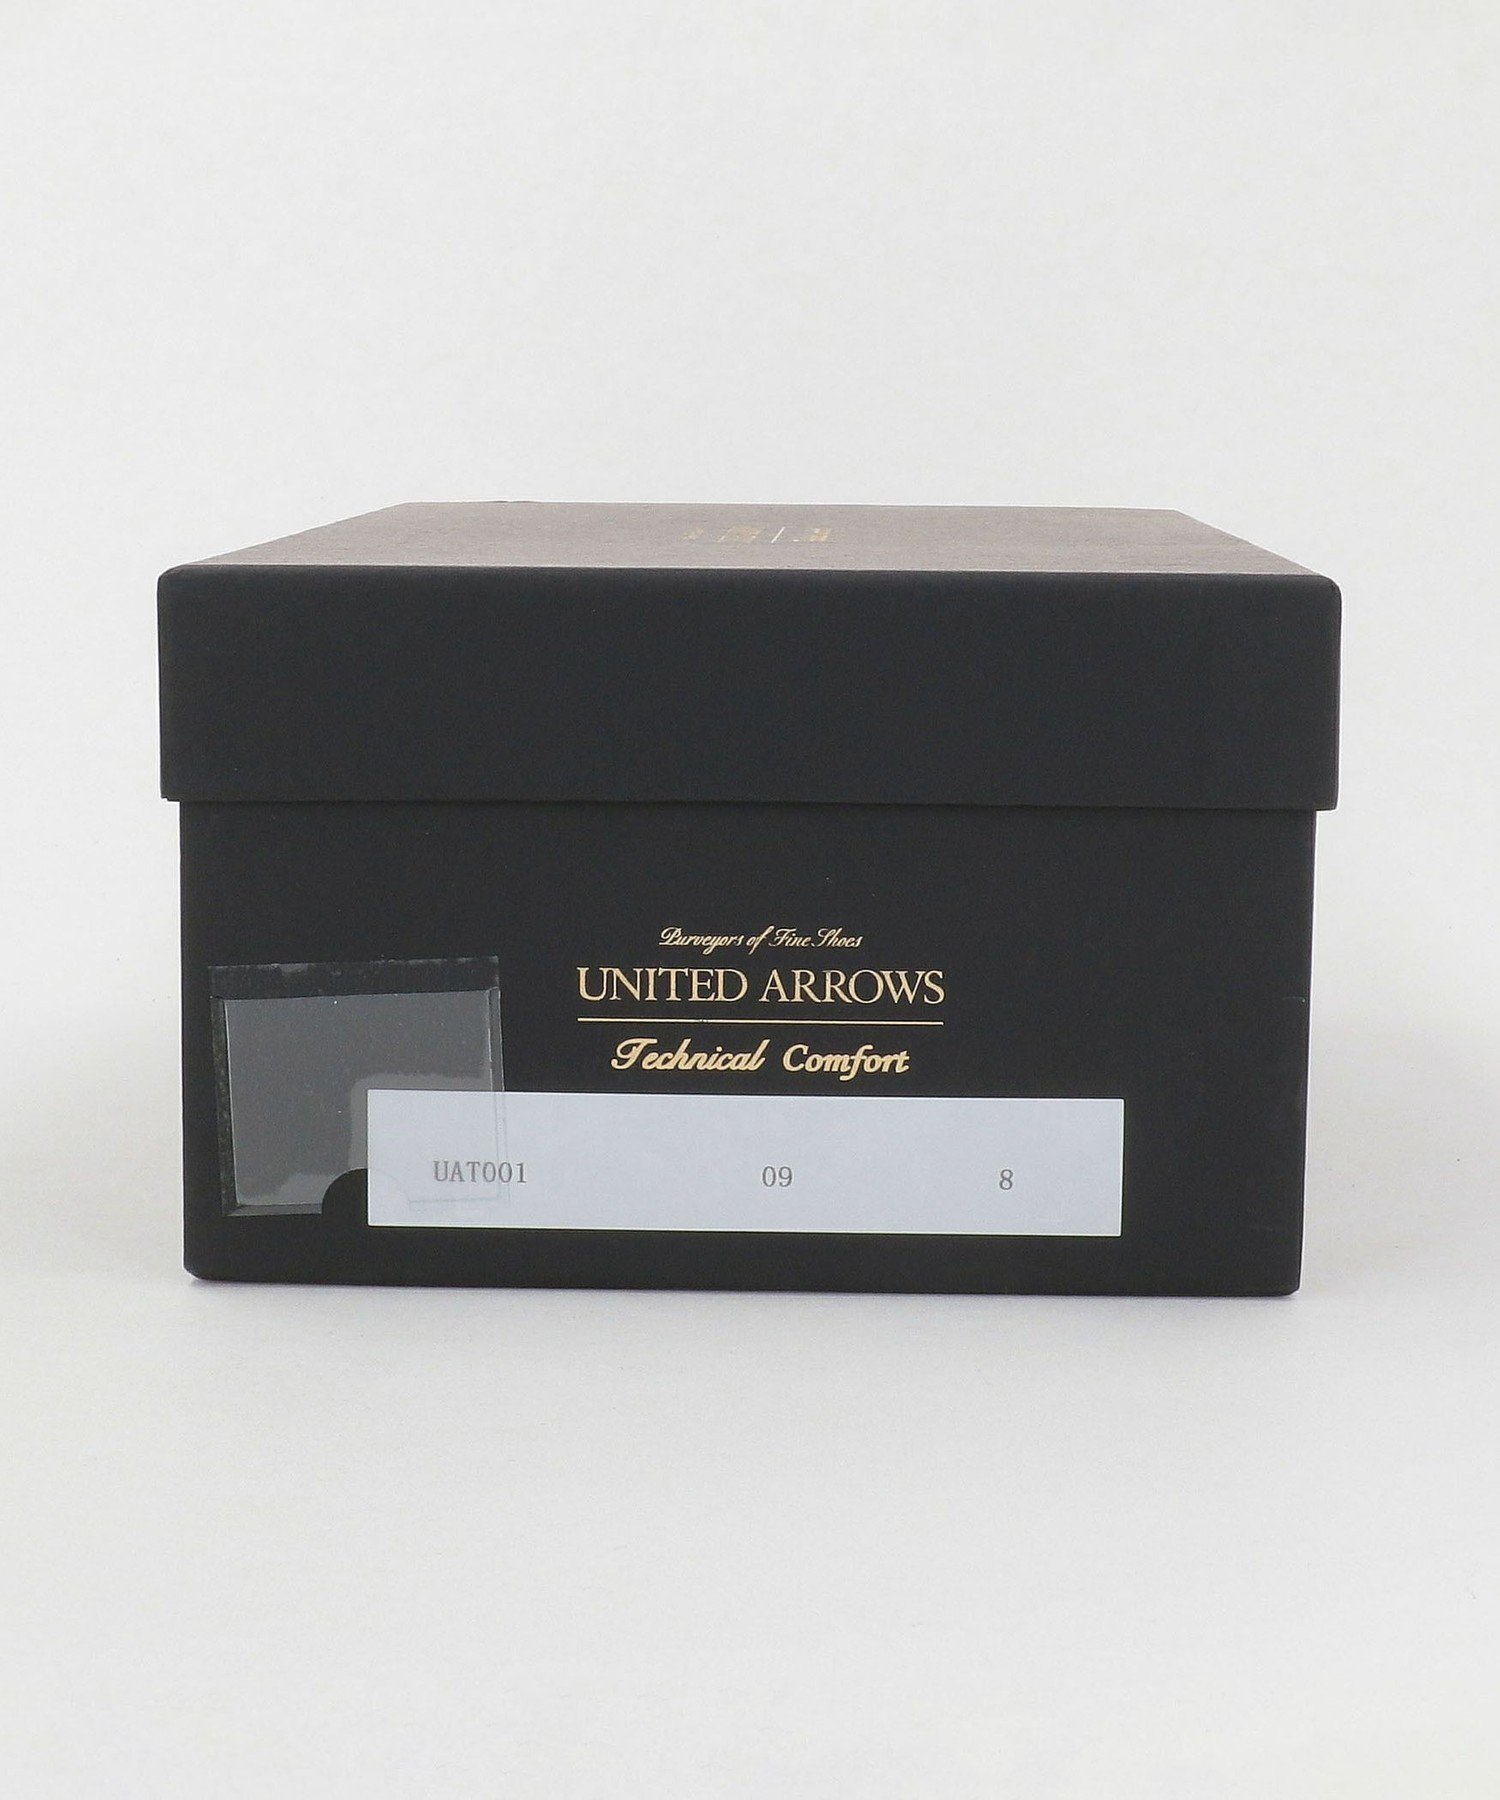 Purveyors of Fine Shoes
UNITED ARROWS
Technical Comfort
UAT001 09 8